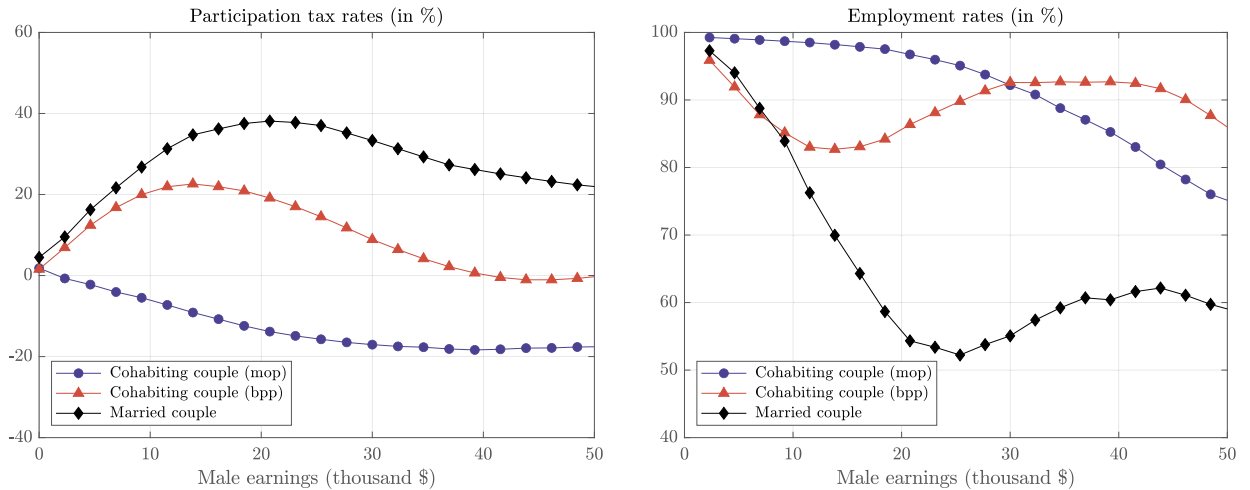 Participation tax rates (in %)
60
40
20
0
-20
-40
0 10 20 30 40 50
Male earnings (thousand $)
Cohabiting couple (mop)
Cohabiting couple (bpp)
Married couple
Employment rates (in %)
100
90
80
70
60
50
40
0 10 20 30 40 50
Male earnings (thousand $)
Cohabiting couple (mop)
Cohabiting couple (bpp)
Married couple